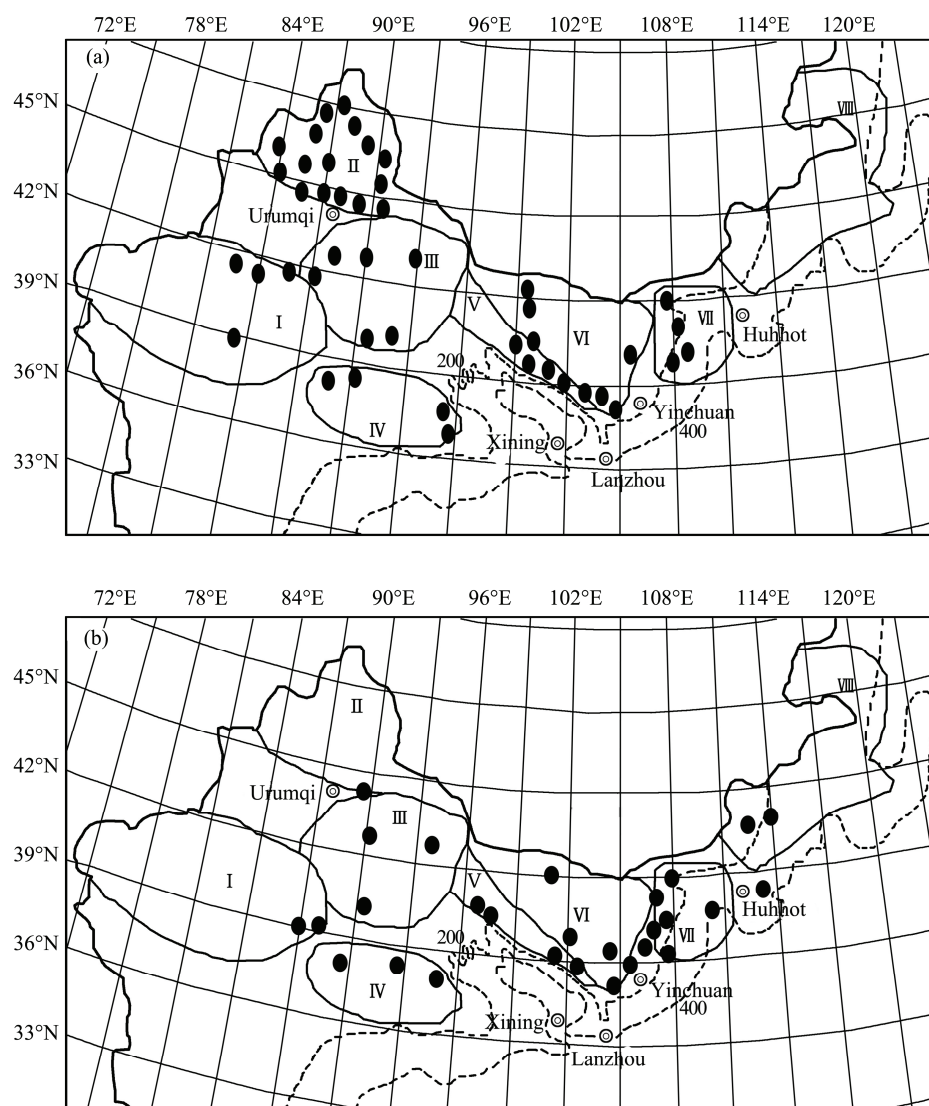 72°E 78°E 84°E 90°E 96°E 102°E 108°E 114°E 120°E
(a)
45°N
VIII
II
42°N
Urumqi
III
39°N
V
I
VI
VII
Huhhot
36°N
200
IV
Yinchuan
Xining
400
33°N
Lanzhou
72°E 78°E 84°E 90°E 96°E 102°E 108°E 114°E 120°E
(b)
45°N
VIII
II
42°N
Urumqi
III
39°N
I
V
VI
Huhhot
36°N
200
VII
IV
Yinchuan
400
Xining
33°N
Lanzhou